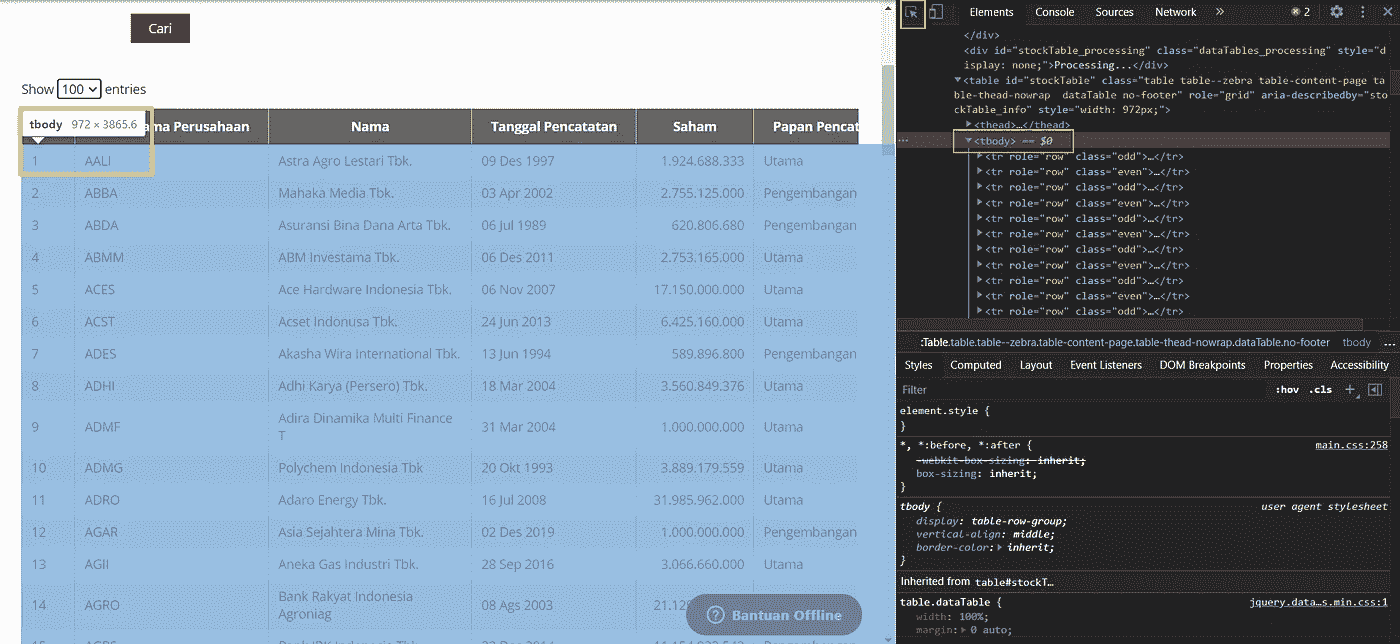 Cari
Show 100 entries
tbody 972 × 3865.6
ama Perusahaan Nama Tanggal Pencatatan Saham Papan Pencat
1 AALI Astra Agro Lestari Tbk. 09 Des 1997 1.924.688.333 Utama
2 ABBA Mahaka Media Tbk. 03 Apr 2002 2.755.125.000 Pengembangan
3 ABDA Asuransi Bina Dana Arta Tbk. 06 Jul 1989 620.806.680 Pengembangan
4 ABMM ABM Investama Tbk. 06 Des 2011 2.753.165.000 Utama
5 ACES Ace Hardware Indonesia Tbk. 06 Nov 2007 17.150.000.000 Utama
6 ACST Acset Indonusa Tbk. 24 Jun 2013 6.425.160.000 Utama
7 ADES Akasha Wira International Tbk. 13 Jun 1994 589.896.800 Pengembangan
8 ADHI Adhi Karya (Persero) Tbk. 18 Mar 2004 3.560.849.376 Utama
9 ADMF Adira Dinamika Multi Finance T 31 Mar 2004 1.000.000.000 Utama
10 ADMG Polychem Indonesia Tbk 20 Okt 1993 3.889.179.559 Utama
11 ADRO Adaro Energy Tbk. 16 Jul 2008 31.985.962.000 Utama
12 AGAR Asia Sejahtera Mina Tbk. 02 Des 2019 1.000.000.000 Pengembangan
13 AGII Aneka Gas Industri Tbk. 28 Sep 2016 3.066.660.000 Utama
14 AGRO Bank Rakyat Indonesia Agroniag 08 Ags 2003
Bantuan Offline
Elements Console Sources Network » 2
</div>
<div id="stockTable_processing" class="dataTables_processing" style="d
isplay: none;">Processing...</div>
<table id="stockTable" class="table table--zebra table-content-page ta
ble-thead-nowrap dataTable no-footer" role="grid" aria-describedby="sto
ckTable_info" style="width: 972px;">
<thead>…</thead>
<tbody> == $0
<tr role="row" class="odd">…</tr>
<tr role="row" class="even">…</tr>
<tr role="row" class="odd">…</tr>
<tr role="row" class="even">…</tr>
<tr role="row" class="odd">…</tr>
<tr role="row" class="even">…</tr>
<tr role="row" class="odd">…</tr>
<tr role="row" class="even">…</tr>
<tr role="row" class="odd">…</tr>
<tr role="row" class="even">…</tr>
<tr role="row" class="odd">…</tr>
:Table.table.table--zebra.table-content-page.table-thead-nowrap.dataTable.no-footer tbody ...
Styles Computed Layout Event Listeners DOM Breakpoints Properties Accessibility
Filter :hov .cls +
element.style {
}
*, *:before, *:after { main.css:258
-webkit-box-sizing: inherit;
box-sizing: inherit;
}
tbody { user agent stylesheet
display: table-row-group;
vertical-align: middle;
border-color: inherit;
}
Inherited from table#stockT…
table.dataTable { jquery.data…s.min.css:1
width: 100%;
margin: 0 auto;